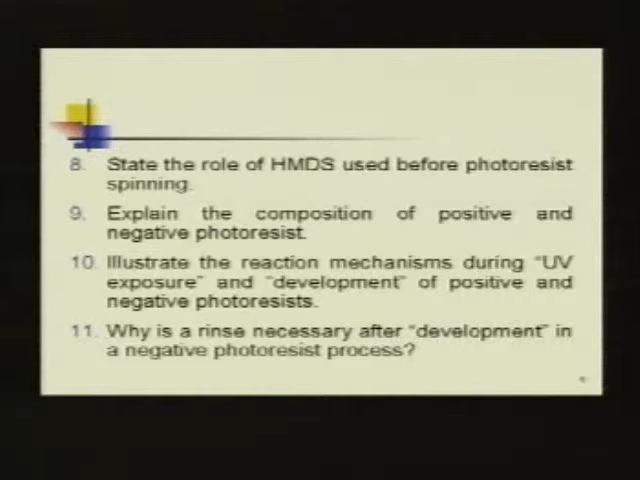 8. State the role of HMDS used before photoresist
spinning.
9. Explain the composition of positive and
negative photoresist.
10. Illustrate the reaction mechanisms during "UV
exposure" and "development" of positive and
negative photoresists.
11. Why is a rinse necessary after "development" in
a negative photoresist process?